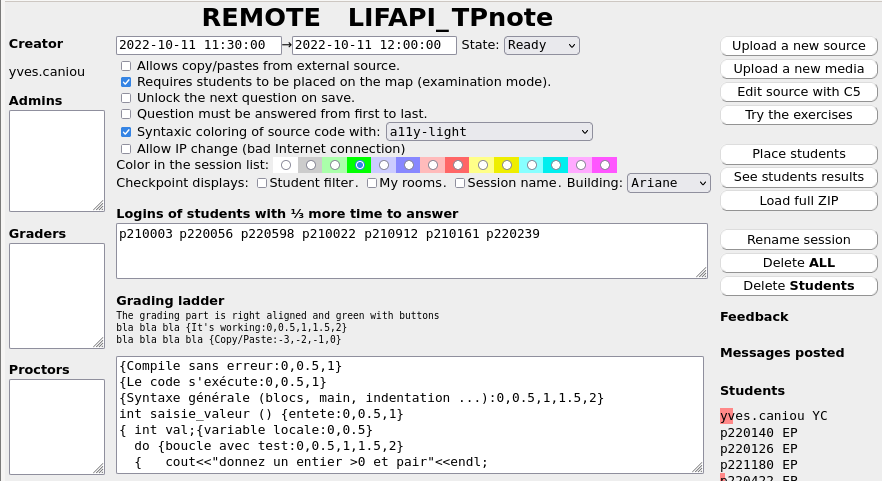 REMOTE LIFAPI_TPnote
Creator
yves.caniou
Admins
Graders
Proctors
2022-10-11 11:30:00 → 2022-10-11 12:00:00 State: Ready
Allows copy/pastes from external source.
Requires students to be placed on the map (examination mode).
Unlock the next question on save.
Question must be answered from first to last.
Syntaxic coloring of source code with: a11y-light
Allow IP change (bad Internet connection)
Color in the session list:
Checkpoint displays: Student filter. My rooms. Session name. Building: Ariane
Logins of students with ⅓ more time to answer
p210003 p220056 p220598 p210022 p210912 p210161 p220239
Grading ladder
The grading part is right aligned and green with buttons
bla bla bla {It's working:0,0.5,1,1.5,2}
bla bla bla bla {Copy/Paste:-3,-2,-1,0}
{Compile sans erreur:0,0.5,1}
{Le code s'exécute:0,0.5,1}
{Syntaxe générale (blocs, main, indentation ...):0,0.5,1,1.5,2}
int saisie_valeur () {entete:0,0.5,1}
{ int val;{variable locale:0,0.5}
do {boucle avec test:0,0.5,1,1.5,2}
{ cout<<"donnez un entier >0 et pair"<<endl;
Upload a new source
Upload a new media
Edit source with C5
Try the exercises
Place students
See students results
Load full ZIP
Rename session
Delete ALL
Delete Students
Feedback
Messages posted
Students
yves.caniou YC
p220140 EP
p220126 EP
p221180 EP
p220422 EP